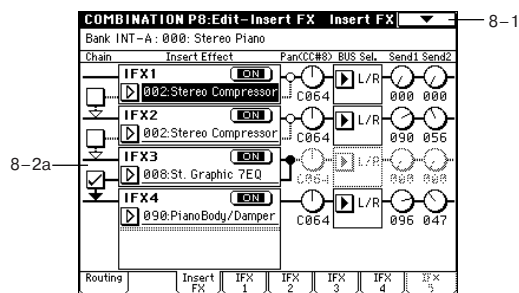 COMBINATION P8:Edit-Insert FX Insert FX
8-1
Bank INT-A: 000: Stereo Piano
Chain Insert Effect Pan(CC#8) BUS Sel. Send1 Send2
IFX1 ON
002:Stereo Compressor
C064 L/R 000 000
IFX2 ON
002:Stereo Compressor
C064 L/R 090 056
8-2a
IFX3 ON
008:St. Graphic 7EQ
C064 L/R 000 000
IFX4 ON
090:PianoBody/Damper
C064 L/R 096 047
Routing Insert FX IFX 1 IFX 2 IFX 3 IFX 4 IFX 5